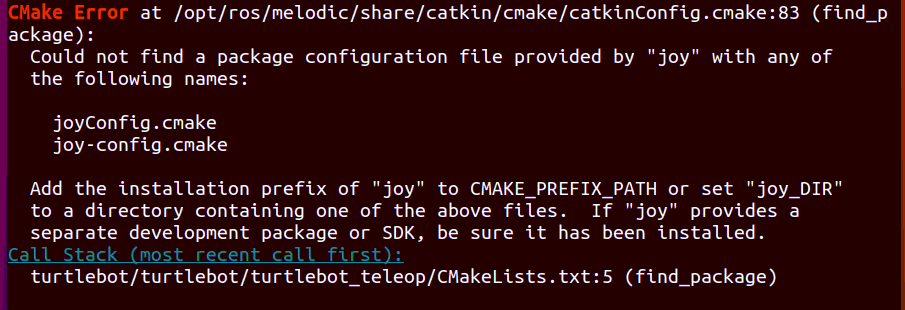 CMake Error at /opt/ros/melodic/share/catkin/cmake/catkinConfig.cmake:83 (find_p
ackage):
  Could not find a package configuration file provided by "joy" with any of
  the following names:

    joyConfig.cmake
    joy-config.cmake

  Add the installation prefix of "joy" to CMAKE_PREFIX_PATH or set "joy_DIR"
  to a directory containing one of the above files.  If "joy" provides a
  separate development package or SDK, be sure it has been installed.
Call Stack (most recent call first):
  turtlebot/turtlebot/turtlebot_teleop/CMakeLists.txt:5 (find_package)